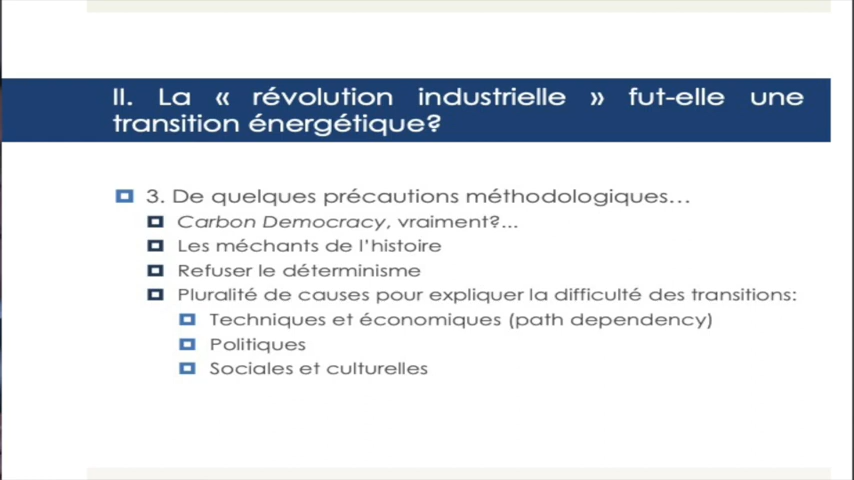 II. La « révolution industrielle » fut-elle une
transition énergétique?
3. De quelques précautions méthodologiques...
Carbon Democracy, vraiment?...
Les méchants de l'histoire
Refuser le déterminisme
Pluralité de causes pour expliquer la difficulté des transitions:
Techniques et économiques (path dependency)
Politiques
Sociales et culturelles